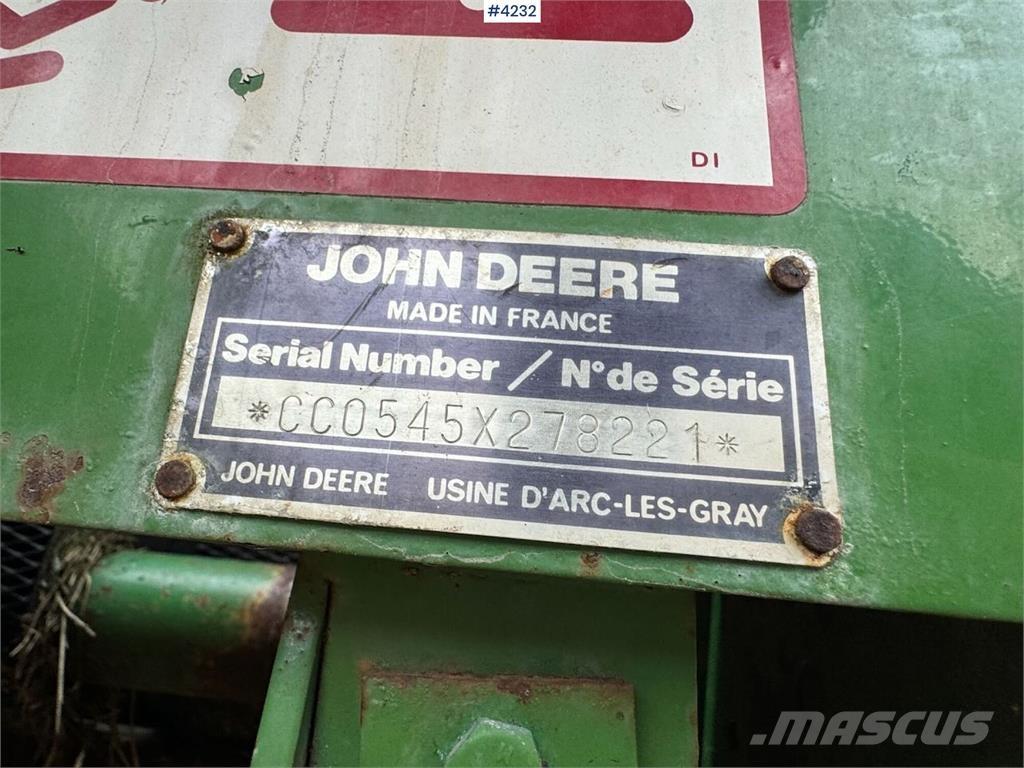 #4232
DI
JOHN DEERE
MADE IN FRANCE
Serial Number / N° de Série
*CC0545X278221*
JOHN DEERE USINE D'ARC-LES-GRAY
MASCUS